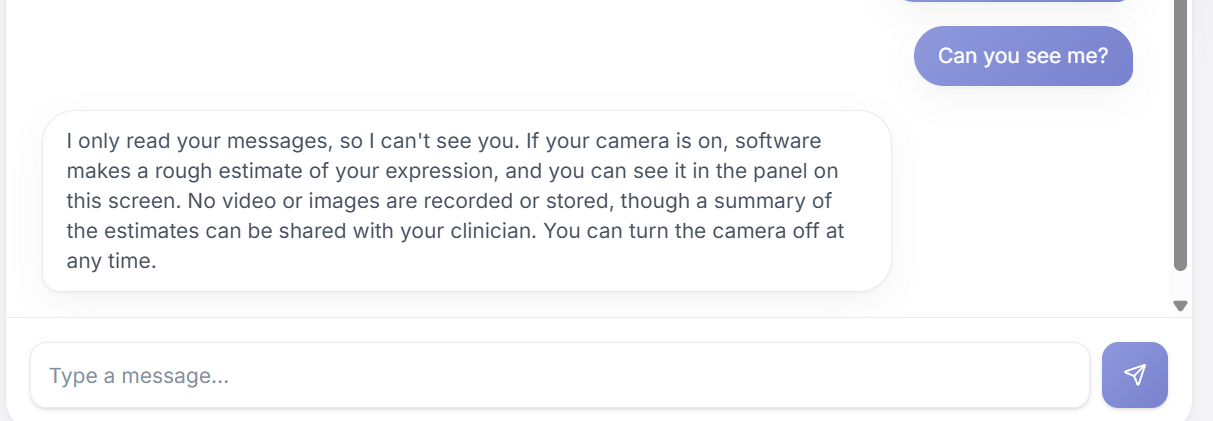 Can you see me?
I only read your messages, so I can't see you. If your camera is on, software
makes a rough estimate of your expression, and you can see it in the panel on
this screen. No video or images are recorded or stored, though a summary of
the estimates can be shared with your clinician. You can turn the camera off at
any time.
Type a message...